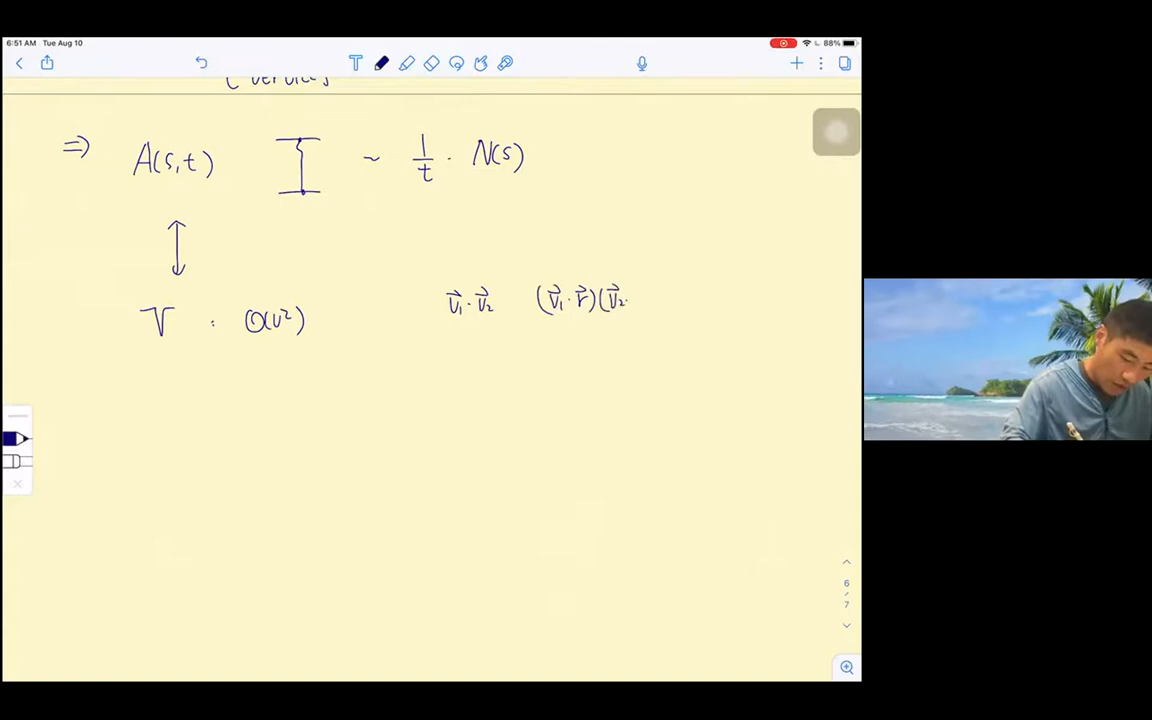 6:51 AM Tue Aug 10 88%
⇒ A(s,t) ~ 1/t · N(s)
V : O(v²) v⃗₁ · v⃗₂ (v⃗₁ · r⃗)(v⃗₂ ·
6
/
7